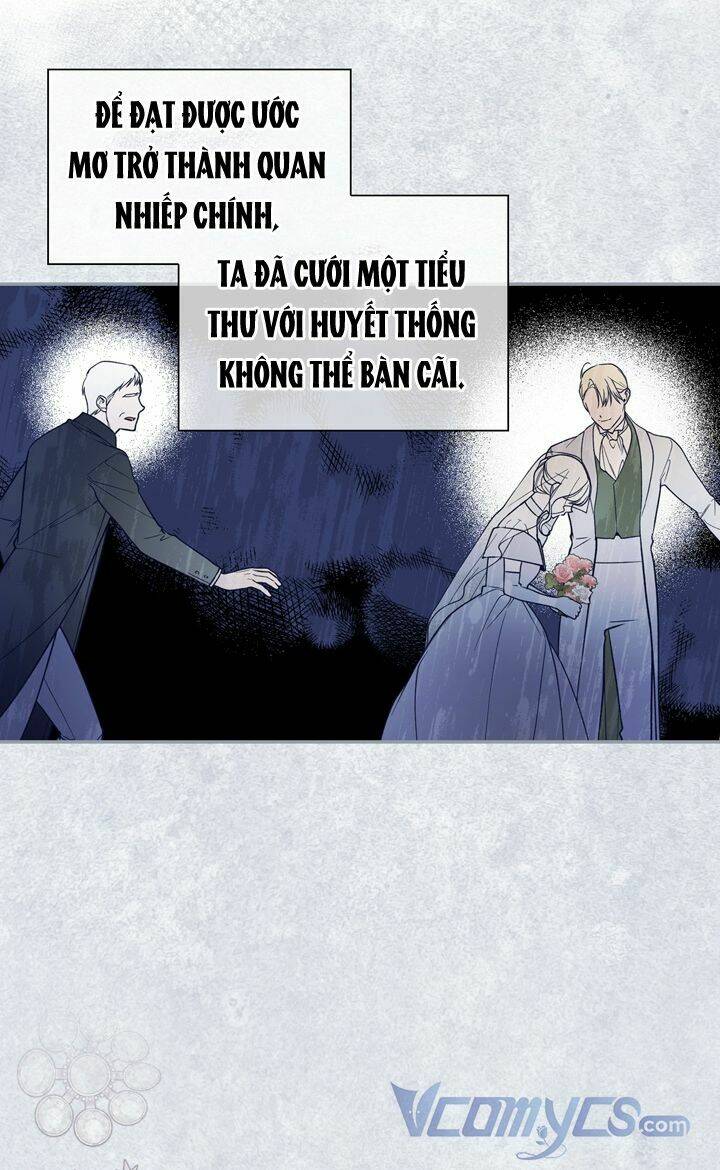 ĐỂ ĐẠT ĐƯỢC ƯỚC
MƠ TRỞ THÀNH QUAN
NHIẾP CHÍNH,
TA ĐÃ CƯỚI MỘT TIỂU
THƯ VỚI HUYẾT THỐNG
KHÔNG THỂ BÀN CÃI.
VCOMYCS.com